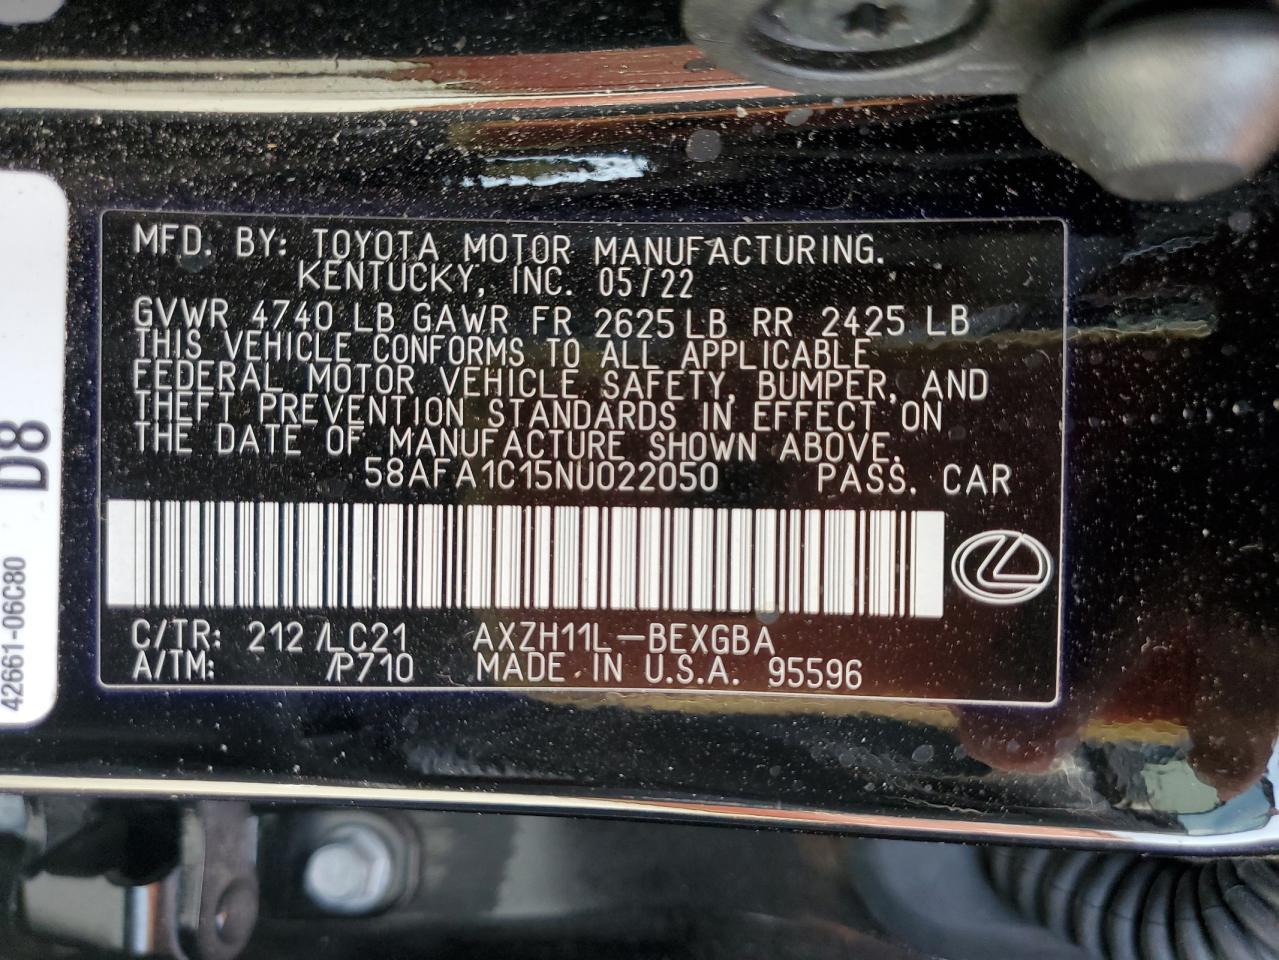 MFD. BY: TOYOTA MOTOR MANUFACTURING.
KENTUCKY, INC. 05/22
GVWR 4740 LB GAWR FR 2625 LB RR 2425 LB
THIS VEHICLE CONFORMS TO ALL APPLICABLE
FEDERAL MOTOR VEHICLE SAFETY, BUMPER, AND
THEFT PREVENTION STANDARDS IN EFFECT ON
THE DATE OF MANUFACTURE SHOWN ABOVE.
58AFA1C15NU022050 PASS. CAR
C/TR: 212 /LC21 AXZH11L-BEXGBA
A/TM: /P710 MADE IN U.S.A. 95596
D8
42661-06C80